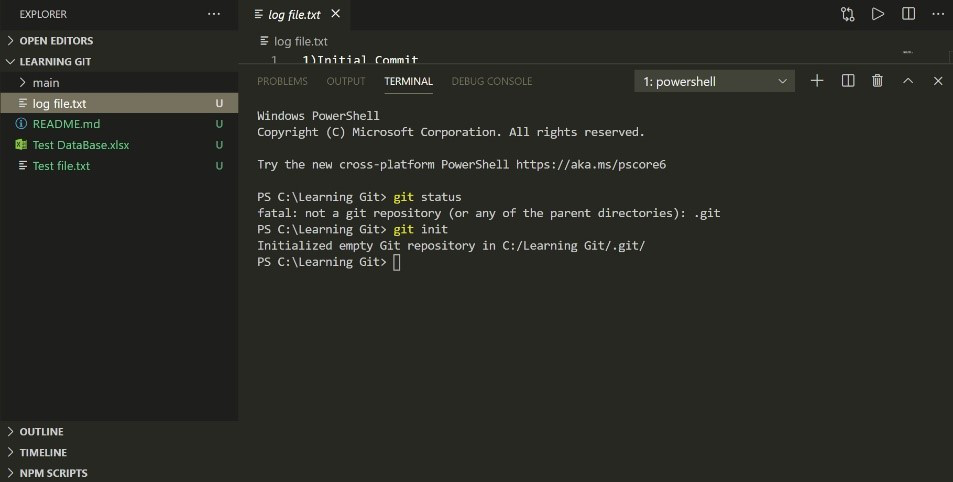 EXPLORER
log file.txt
OPEN EDITORS
LEARNING GIT
main
log file.txt U
README.md U
Test DataBase.xlsx U
Test file.txt U
OUTLINE
TIMELINE
NPM SCRIPTS
log file.txt
1 1)Initial Commit
PROBLEMS OUTPUT TERMINAL DEBUG CONSOLE 1: powershell
Windows PowerShell
Copyright (C) Microsoft Corporation. All rights reserved.
Try the new cross-platform PowerShell https://aka.ms/pscore6
PS C:\Learning Git> git status
fatal: not a git repository (or any of the parent directories): .git
PS C:\Learning Git> git init
Initialized empty Git repository in C:/Learning Git/.git/
PS C:\Learning Git>